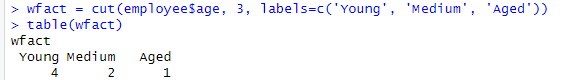 > wfact = cut(employee$age, 3, labels=c('Young', 'Medium', 'Aged'))
> table(wfact)
wfact
Young Medium Aged
4 2 1